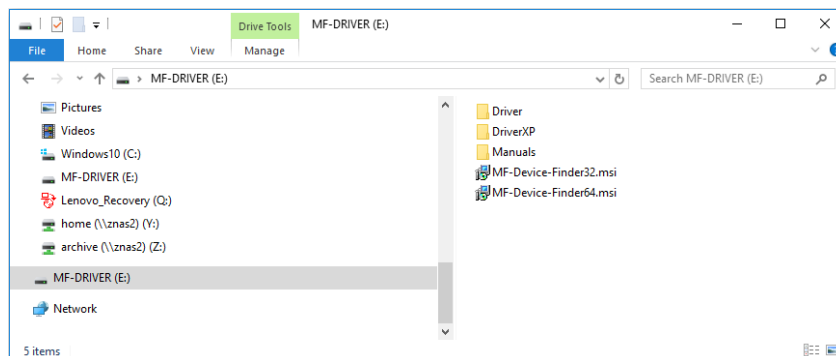 Drive Tools MF-DRIVER (E:)
File Home Share View Manage
MF-DRIVER (E:) Search MF-DRIVER (E:)
Pictures
Videos
Windows10 (C:)
MF-DRIVER (E:)
Lenovo_Recovery (Q:)
home (\\znas2) (Y:)
archive (\\znas2) (Z:)
MF-DRIVER (E:)
Network
Driver
DriverXP
Manuals
MF-Device-Finder32.msi
MF-Device-Finder64.msi
5 items